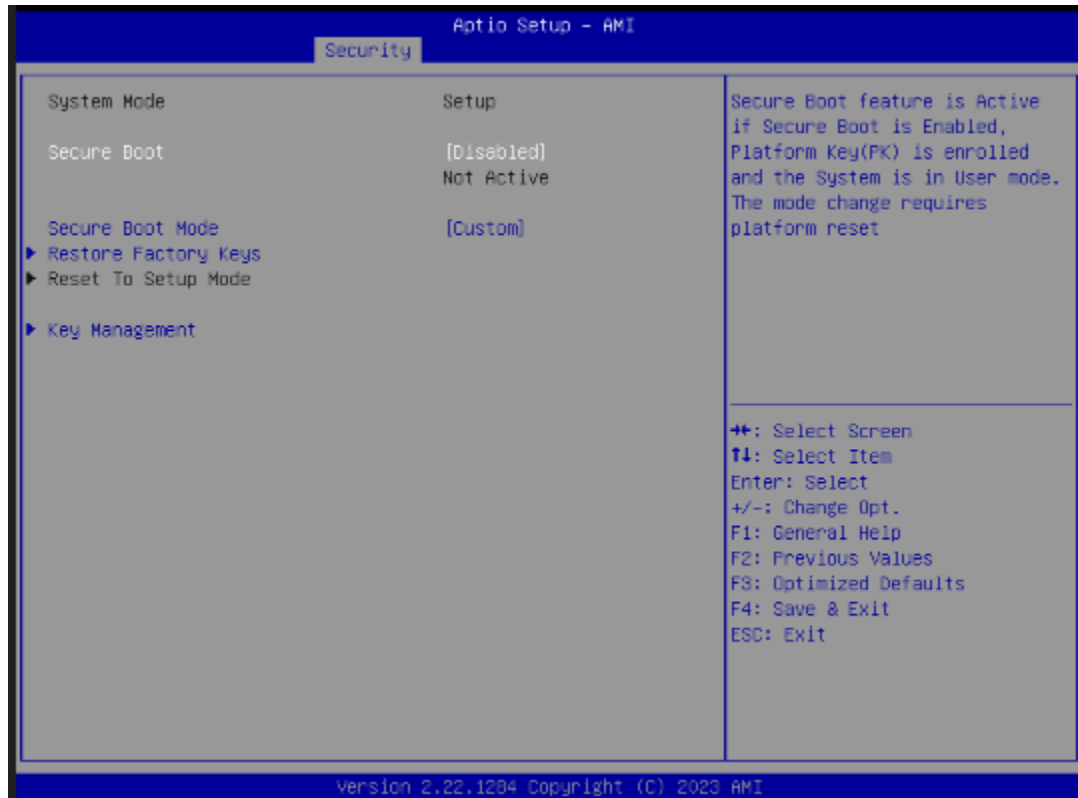 Aptio Setup – AMI
Security
System Mode Setup
Secure Boot [Disabled]
Not Active
Secure Boot Mode [Custom]
Restore Factory Keys
Reset To Setup Mode
Key Management
Secure Boot feature is Active
if Secure Boot is Enabled,
Platform Key(PK) is enrolled
and the System is in User mode.
The mode change requires
platform reset
→←: Select Screen
↑↓: Select Item
Enter: Select
+/-: Change Opt.
F1: General Help
F2: Previous Values
F3: Optimized Defaults
F4: Save & Exit
ESC: Exit
Version 2.22.1284 Copyright (C) 2023 AMI